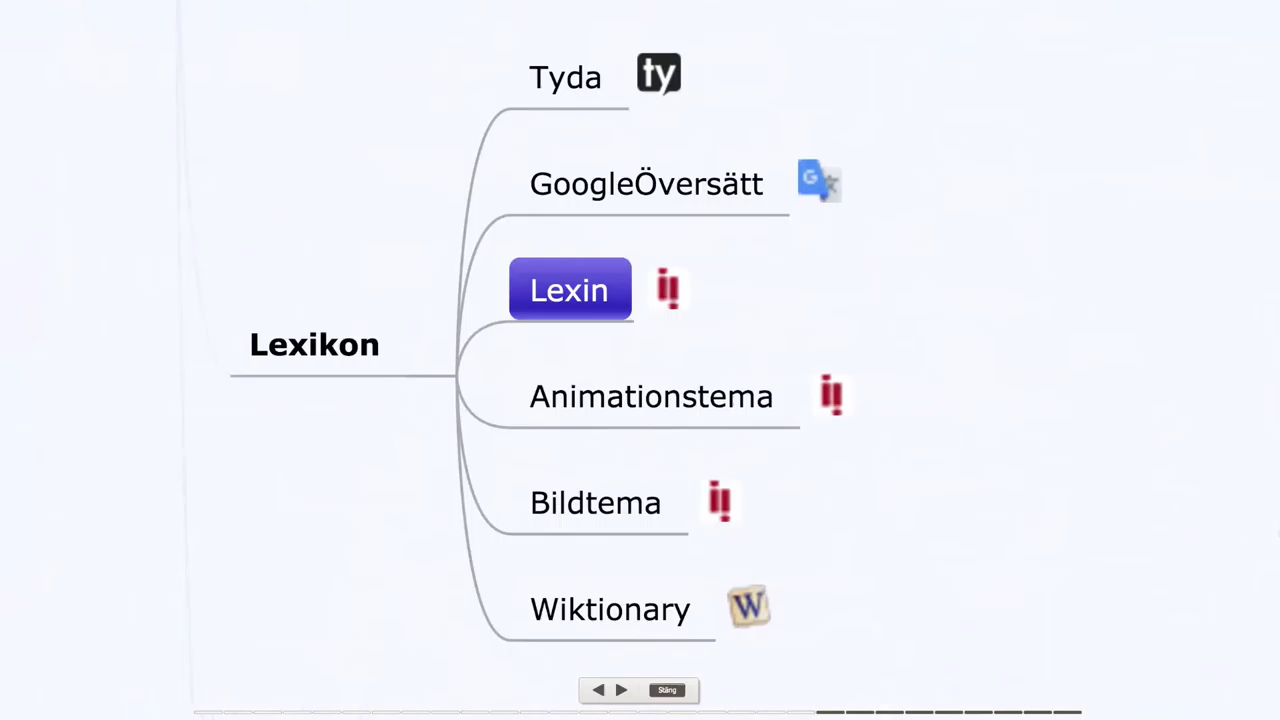 Tyda
ty
GoogleÖversätt
G
Lexin
Lexikon
Animationstema
Bildtema
Wiktionary
W
Stäng